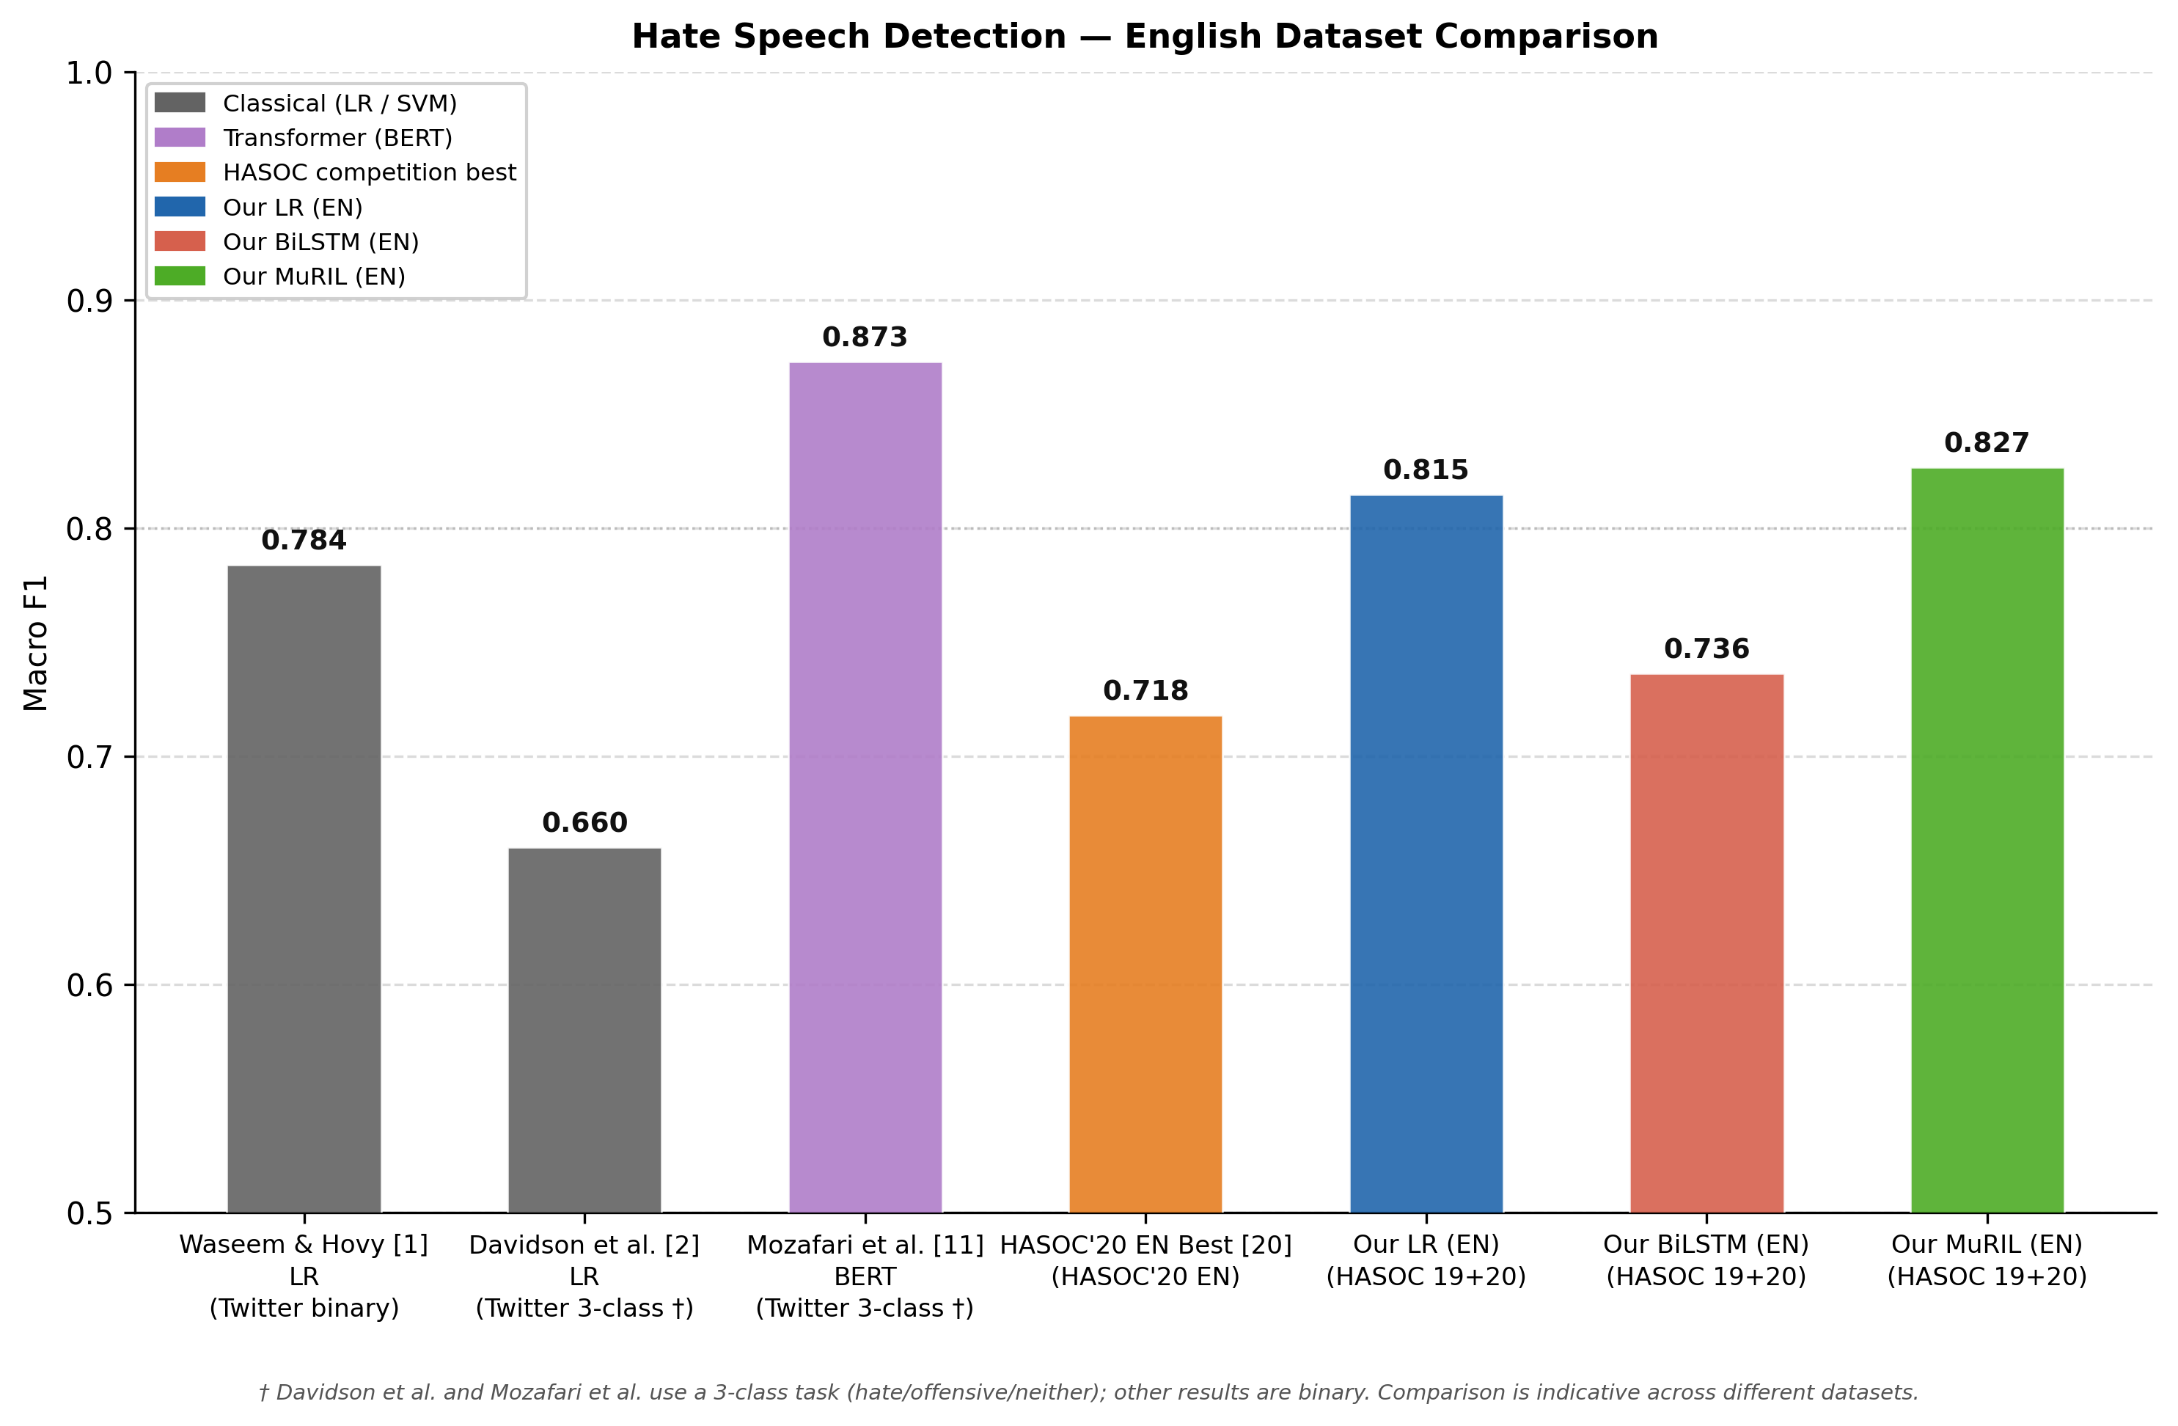 Hate Speech Detection — English Dataset Comparison
1.0
0.9
0.8
0.7
0.6
0.5
Macro F1
Classical (LR / SVM)
Transformer (BERT)
HASOC competition best
Our LR (EN)
Our BiLSTM (EN)
Our MuRIL (EN)
0.784
0.660
0.873
0.718
0.815
0.736
0.827
Waseem & Hovy [1]
LR
(Twitter binary)
Davidson et al. [2]
LR
(Twitter 3-class †)
Mozafari et al. [11]
BERT
(Twitter 3-class †)
HASOC'20 EN Best [20]
(HASOC'20 EN)
Our LR (EN)
(HASOC 19+20)
Our BiLSTM (EN)
(HASOC 19+20)
Our MuRIL (EN)
(HASOC 19+20)
† Davidson et al. and Mozafari et al. use a 3-class task (hate/offensive/neither); other results are binary. Comparison is indicative across different datasets.